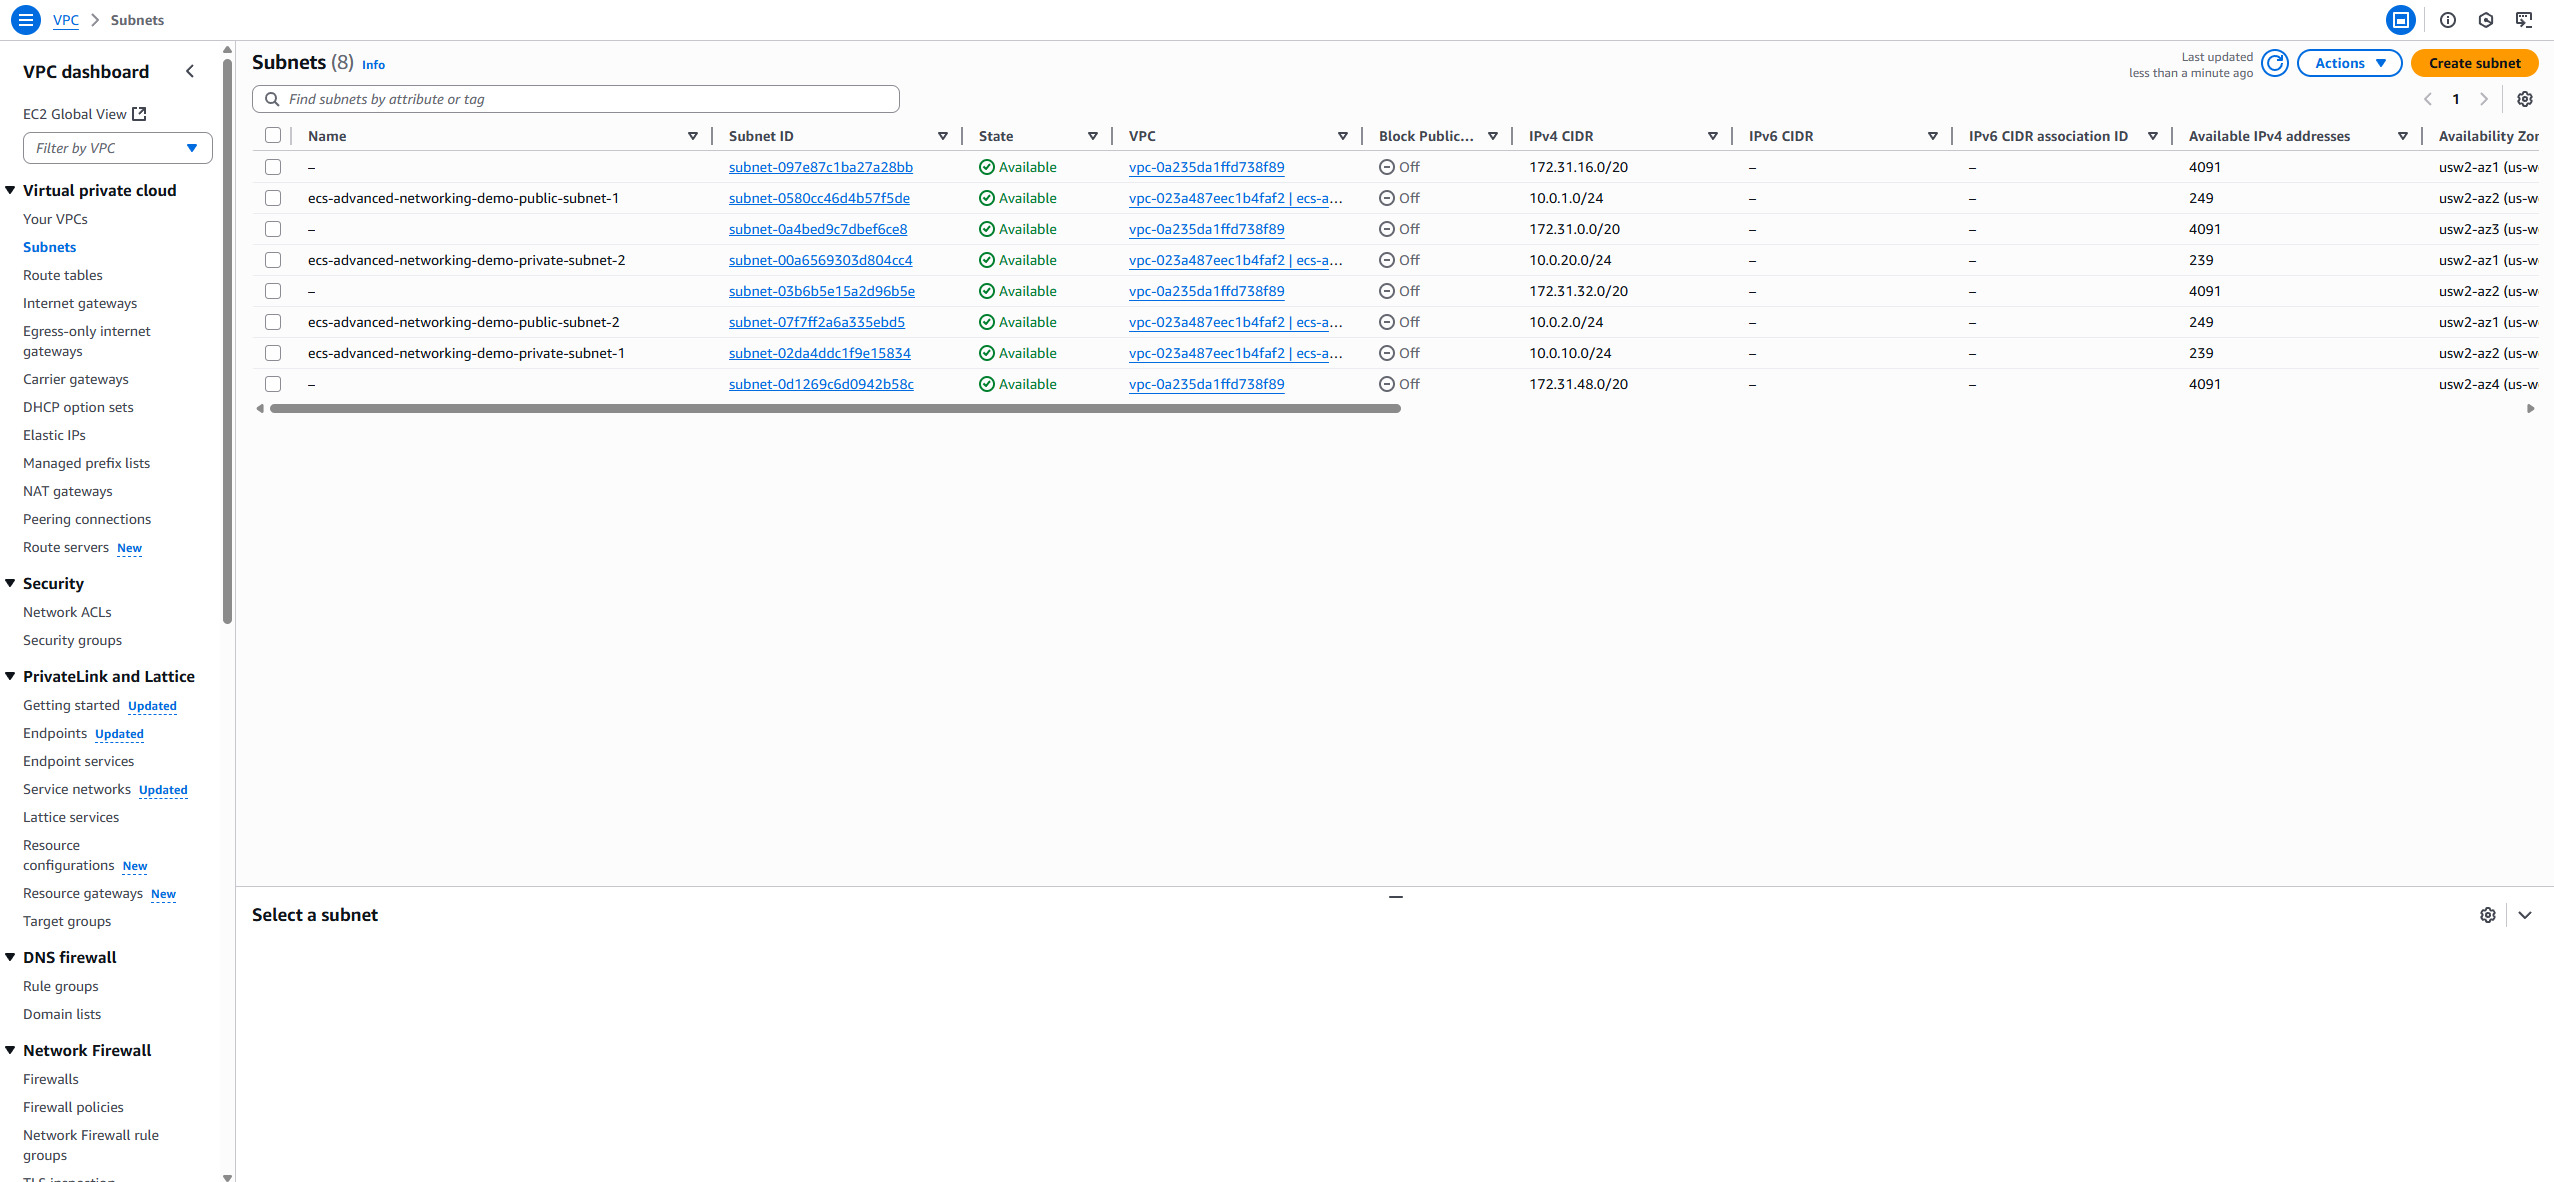 VPC > Subnets
VPC dashboard
EC2 Global View
Filter by VPC
Virtual private cloud
Your VPCs
Subnets
Route tables
Internet gateways
Egress-only internet
gateways
Carrier gateways
DHCP option sets
Elastic IPs
Managed prefix lists
NAT gateways
Peering connections
Route servers New
Security
Network ACLs
Security groups
PrivateLink and Lattice
Getting started Updated
Endpoints Updated
Endpoint services
Service networks Updated
Lattice services
Resource
configurations New
Resource gateways New
Target groups
DNS firewall
Rule groups
Domain lists
Network Firewall
Firewalls
Firewall policies
Network Firewall rule
groups
Subnets (8) Info
Last updated
less than a minute ago
Actions
Create subnet
Find subnets by attribute or tag
1
Name Subnet ID State VPC Block Public... IPv4 CIDR IPv6 CIDR IPv6 CIDR association ID Available IPv4 addresses Availability Zon
– subnet-097e87c1ba27a28bb Available vpc-0a235da1ffd738f89 Off 172.31.16.0/20 – – 4091 usw2-az1 (us-w
ecs-advanced-networking-demo-public-subnet-1 subnet-0580cc46d4b57f5de Available vpc-023a487eec1b4faf2 | ecs-a... Off 10.0.1.0/24 – – 249 usw2-az2 (us-w
– subnet-0a4bed9c7dbef6ce8 Available vpc-0a235da1ffd738f89 Off 172.31.0.0/20 – – 4091 usw2-az3 (us-w
ecs-advanced-networking-demo-private-subnet-2 subnet-00a6569303d804cc4 Available vpc-023a487eec1b4faf2 | ecs-a... Off 10.0.20.0/24 – – 239 usw2-az1 (us-w
– subnet-03b6b5e15a2d96b5e Available vpc-0a235da1ffd738f89 Off 172.31.32.0/20 – – 4091 usw2-az2 (us-w
ecs-advanced-networking-demo-public-subnet-2 subnet-07f7ff2a6a335ebd5 Available vpc-023a487eec1b4faf2 | ecs-a... Off 10.0.2.0/24 – – 249 usw2-az1 (us-w
ecs-advanced-networking-demo-private-subnet-1 subnet-02da4ddc1f9e15834 Available vpc-023a487eec1b4faf2 | ecs-a... Off 10.0.10.0/24 – – 239 usw2-az2 (us-w
– subnet-0d1269c6d0942b58c Available vpc-0a235da1ffd738f89 Off 172.31.48.0/20 – – 4091 usw2-az4 (us-w
Select a subnet